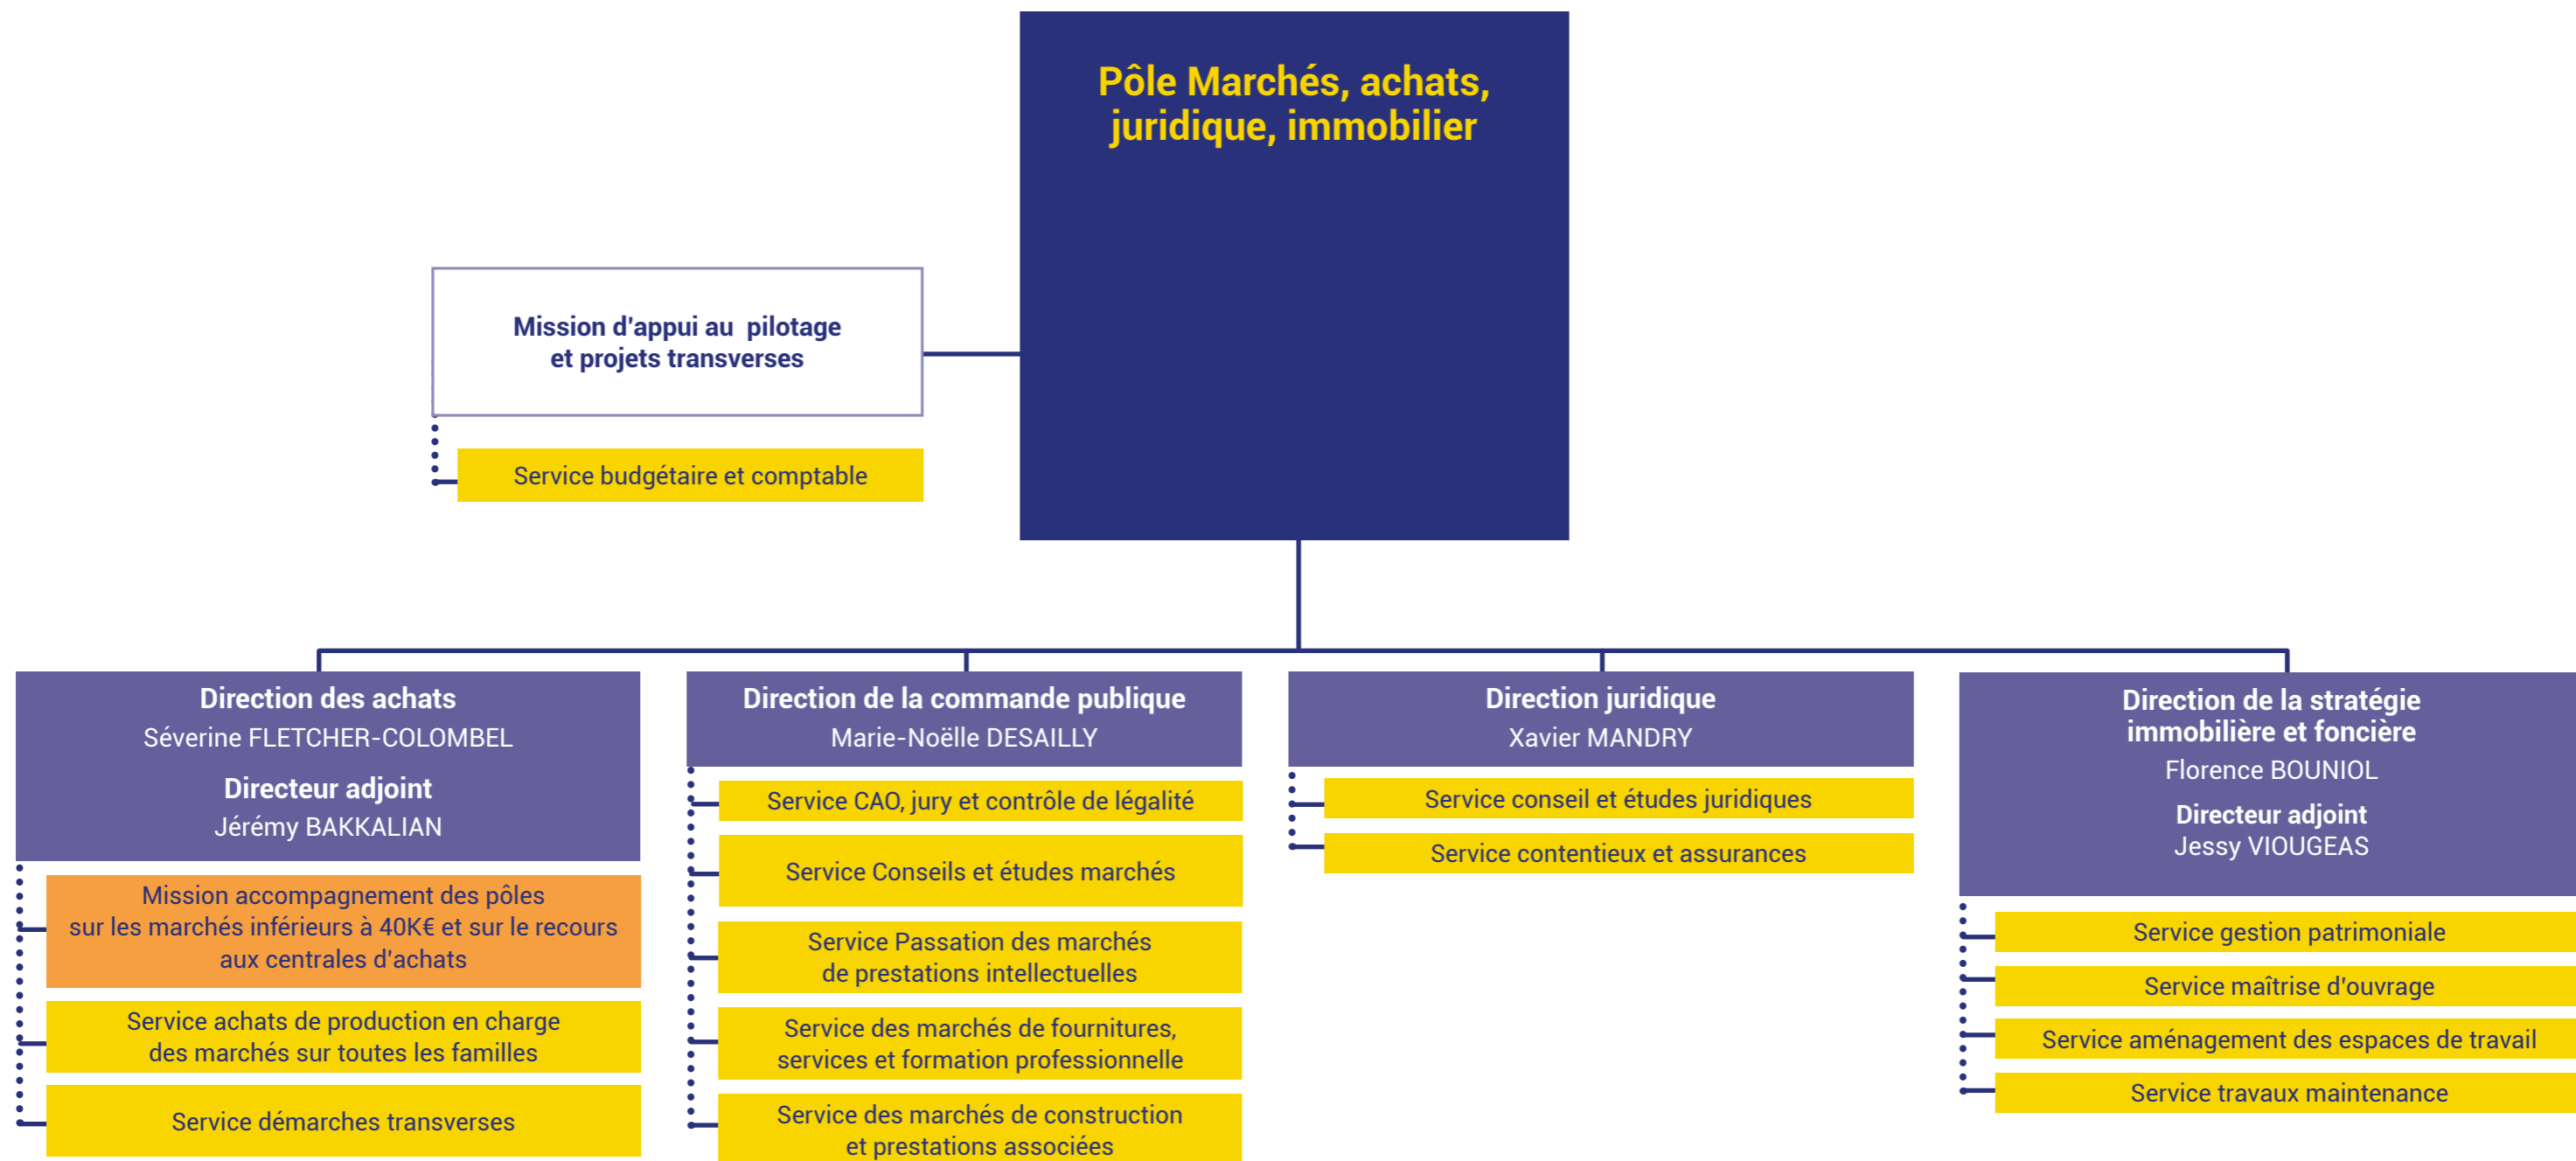 Pôle Marchés, achats,
juridique, immobilier
Mission d'appui au  pilotage
et projets transverses
Service budgétaire et comptable
Direction des achats
Séverine FLETCHER-COLOMBEL
Directeur adjoint
Jérémy BAKKALIAN
Mission accompagnement des pôles
sur les marchés inférieurs à 40K€ et sur le recours
aux centrales d'achats
Service achats de production en charge
des marchés sur toutes les familles
Service démarches transverses
Direction de la commande publique
Marie-Noëlle DESAILLY
Service CAO, jury et contrôle de légalité
Service Conseils et études marchés
Service Passation des marchés
de prestations intellectuelles
Service des marchés de fournitures,
services et formation professionnelle
Service des marchés de construction
et prestations associées
Direction juridique
Xavier MANDRY
Service conseil et études juridiques
Service contentieux et assurances
Direction de la stratégie
immobilière et foncière
Florence BOUNIOL
Directeur adjoint
Jessy VIOUGEAS
Service gestion patrimoniale
Service maîtrise d'ouvrage
Service aménagement des espaces de travail
Service travaux maintenance